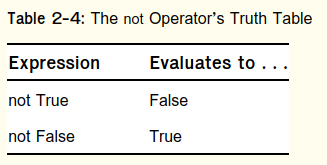 Table 2-4: The not Operator's Truth Table
Expression Evaluates to . . .
not True False
not False True